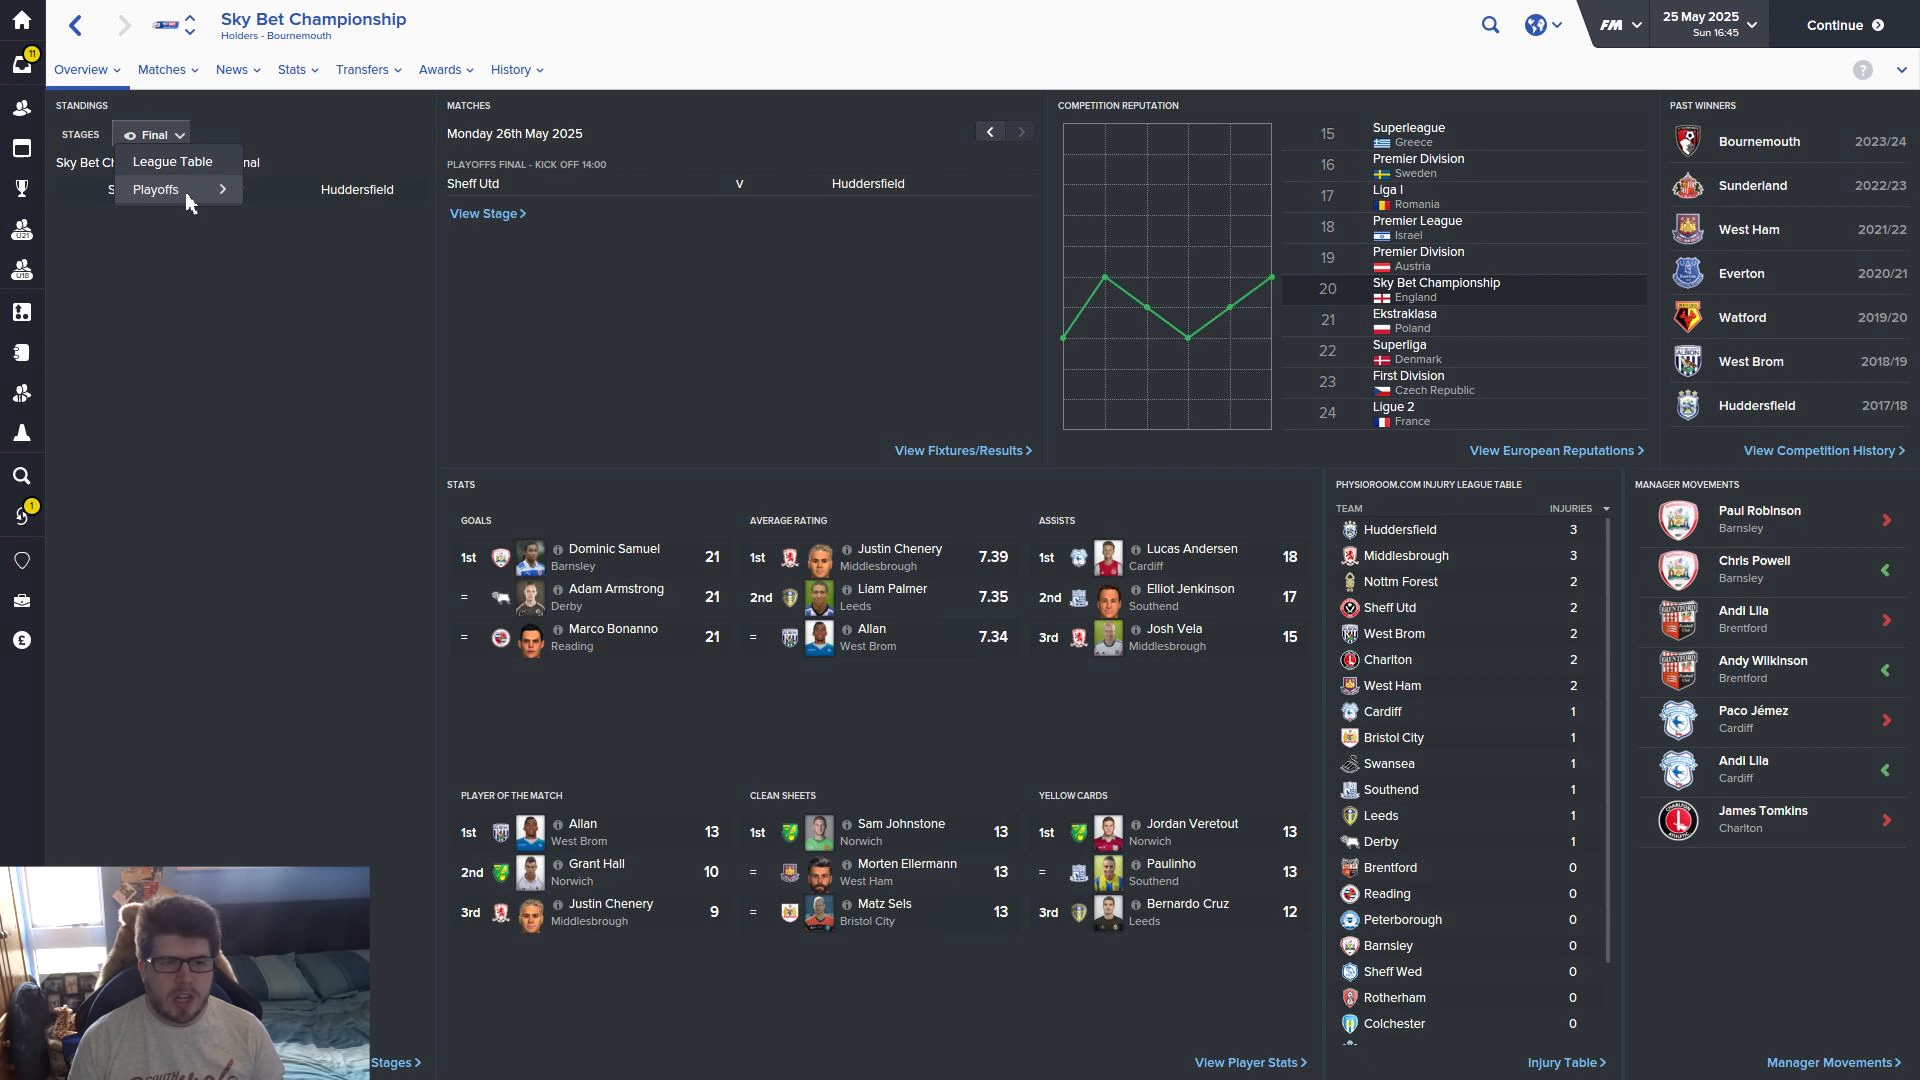 Sky Bet Championship
Holders - Bournemouth
FM
25 May 2025
Sun 16:45
Continue
11
Overview
Matches
News
Stats
Transfers
Awards
History
?
STANDINGS
STAGES
Final
Sky Bet Ch
nal
League Table
Playoffs
S
Huddersfield
Stages
MATCHES
Monday 26th May 2025
PLAYOFFS FINAL - KICK OFF 14:00
Sheff Utd V Huddersfield
View Stage
View Fixtures/Results
COMPETITION REPUTATION
15 Superleague
Greece
16 Premier Division
Sweden
17 Liga I
Romania
18 Premier League
Israel
19 Premier Division
Austria
20 Sky Bet Championship
England
21 Ekstraklasa
Poland
22 Superliga
Denmark
23 First Division
Czech Republic
24 Ligue 2
France
View European Reputations
PAST WINNERS
Bournemouth 2023/24
Sunderland 2022/23
West Ham 2021/22
Everton 2020/21
Watford 2019/20
West Brom 2018/19
Huddersfield 2017/18
View Competition History
U21
U18
1
STATS
GOALS
1st Dominic Samuel 21
Barnsley
= Adam Armstrong 21
Derby
= Marco Bonanno 21
Reading
AVERAGE RATING
1st Justin Chenery 7.39
Middlesbrough
2nd Liam Palmer 7.35
Leeds
= Allan 7.34
West Brom
ASSISTS
1st Lucas Andersen 18
Cardiff
2nd Elliot Jenkinson 17
Southend
3rd Josh Vela 15
Middlesbrough
PLAYER OF THE MATCH
1st Allan 13
West Brom
2nd Grant Hall 10
Norwich
3rd Justin Chenery 9
Middlesbrough
CLEAN SHEETS
1st Sam Johnstone 13
Norwich
= Morten Ellermann 13
West Ham
= Matz Sels 13
Bristol City
YELLOW CARDS
1st Jordan Veretout 13
Norwich
= Paulinho 13
Southend
3rd Bernardo Cruz 12
Leeds
View Player Stats
PHYSIOROOM.COM INJURY LEAGUE TABLE
TEAM INJURIES
Huddersfield 3
Middlesbrough 3
Nottm Forest 2
Sheff Utd 2
West Brom 2
Charlton 2
West Ham 2
Cardiff 1
Bristol City 1
Swansea 1
Southend 1
Leeds 1
Derby 1
Brentford 0
Reading 0
Peterborough 0
Barnsley 0
Sheff Wed 0
Rotherham 0
Colchester 0
Injury Table
MANAGER MOVEMENTS
Paul Robinson
Barnsley
Chris Powell
Barnsley
Andi Lila
Brentford
Andy Wilkinson
Brentford
Paco Jémez
Cardiff
Andi Lila
Cardiff
James Tomkins
Charlton
Manager Movements